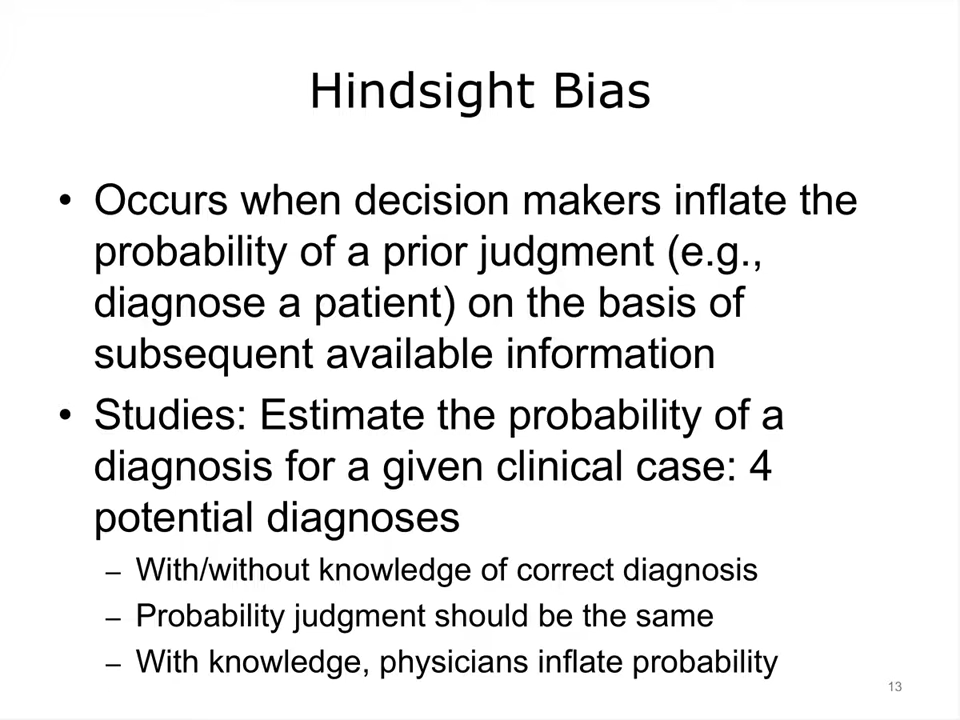 Hindsight Bias
• Occurs when decision makers inflate the
probability of a prior judgment (e.g.,
diagnose a patient) on the basis of
subsequent available information
• Studies: Estimate the probability of a
diagnosis for a given clinical case: 4
potential diagnoses
– With/without knowledge of correct diagnosis
– Probability judgment should be the same
– With knowledge, physicians inflate probability
13